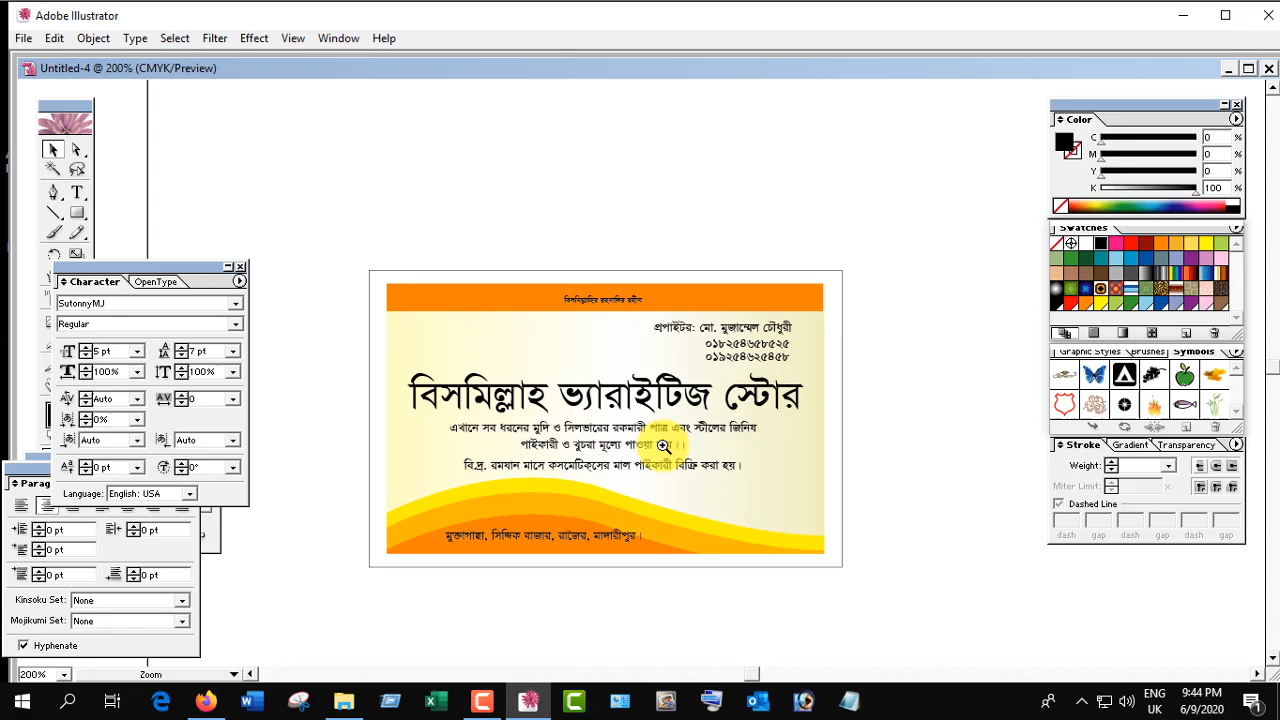 Adobe Illustrator
File Edit Object Type Select Filter Effect View Window Help
Untitled-4 @ 200% (CMYK/Preview)
Color
C 0 %
M 0 %
Y 0 %
K 100 %
Swatches
Graphic Styles Brushes Symbols
Stroke Gradient Transparency
Weight:
Miter Limit:
Dashed Line
dash gap dash gap dash gap
Character OpenType
SutonnyMJ
Regular
5 pt 7 pt
100% 100%
Auto 0
0%
Auto Auto
0 pt 0°
Language: English: USA
Parag
0 pt 0 pt
0 pt
0 pt 0 pt
Kinsoku Set: None
Mojikumi Set: None
Hyphenate
প্রপাইটর: মো. মুজাম্মেল চৌধুরী
০১৮২৫৪৬৫৮৫২৫
০১৯২৫৪৬২৫৪৫৮
বিসমিল্লাহ ভ্যারাইটিজ স্টোর
এখানে সব ধরনের মুদি ও সিলভারের রকমারী পাত্র এবং স্টীলের জিনিষ
পাইকারী ও খুচরা মূল্যে পাওয়া
বি.দ্র. রমযান মাসে কসমেটিক্সের মাল পাইকারী বিক্রি করা হয়।
মুক্তাগাহা, সিদ্দিক বাজার, রাজৈর, মাদারীপুর।
200% Zoom
ENG
UK
9:44 PM
6/9/2020
1